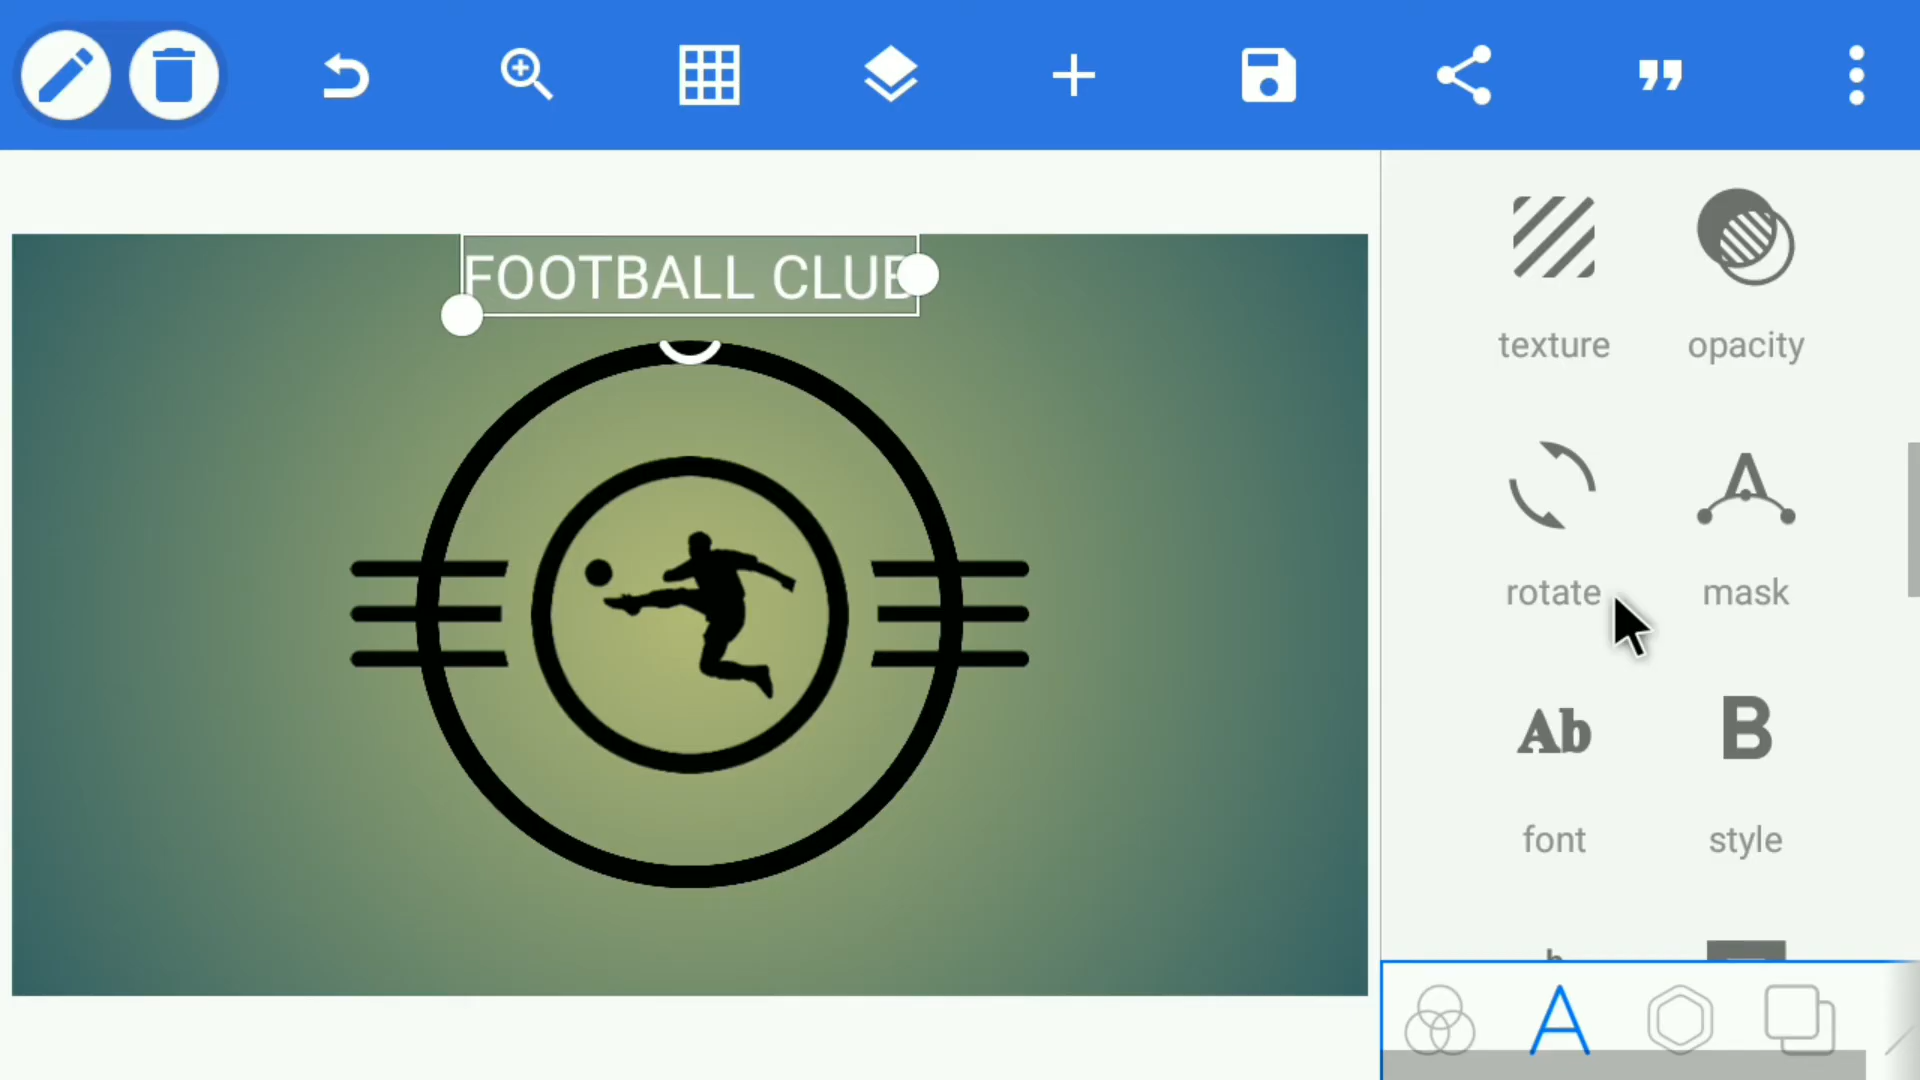 FOOTBALL CLUB
texture
opacity
rotate
mask
Ab
B
font
style
A